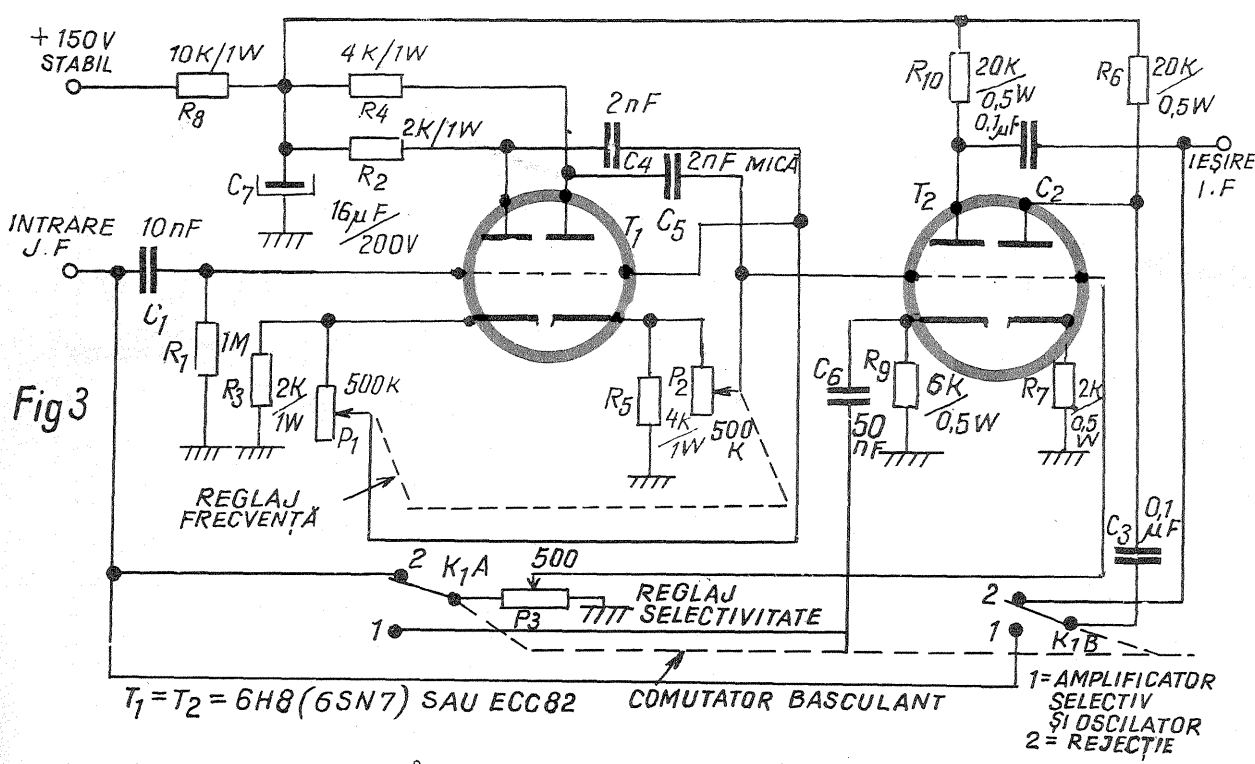 + 150V
STABIL
10K/1W
R8
4K/1W
R4
2K/1W
R2
2nF
C4
2nF MICĂ
C5
C7
16µF/200V
T1
INTRARE
J.F
10nF
C1
R1
1M
R3
2K/1W
500K
P1
R5
4K/1W
P2
500
K
R10
20K/0,5W
0,1µF
C2
T2
R6
20K/0,5W
IEȘIRE
J.F
C6
50
nF
R9
6K/0,5W
R7
2K/0,5
W
C3
0,1
µF
Fig 3
REGLAJ
FRECVENȚĂ
2
K1A
1
500
P3
REGLAJ
SELECTIVITATE
2
1
K1B
T1=T2=6H8(6SN7) SAU ECC82
COMUTATOR BASCULANT
1=AMPLIFICATOR
SELECTIV
ȘI OSCILATOR
2= REJECȚIE